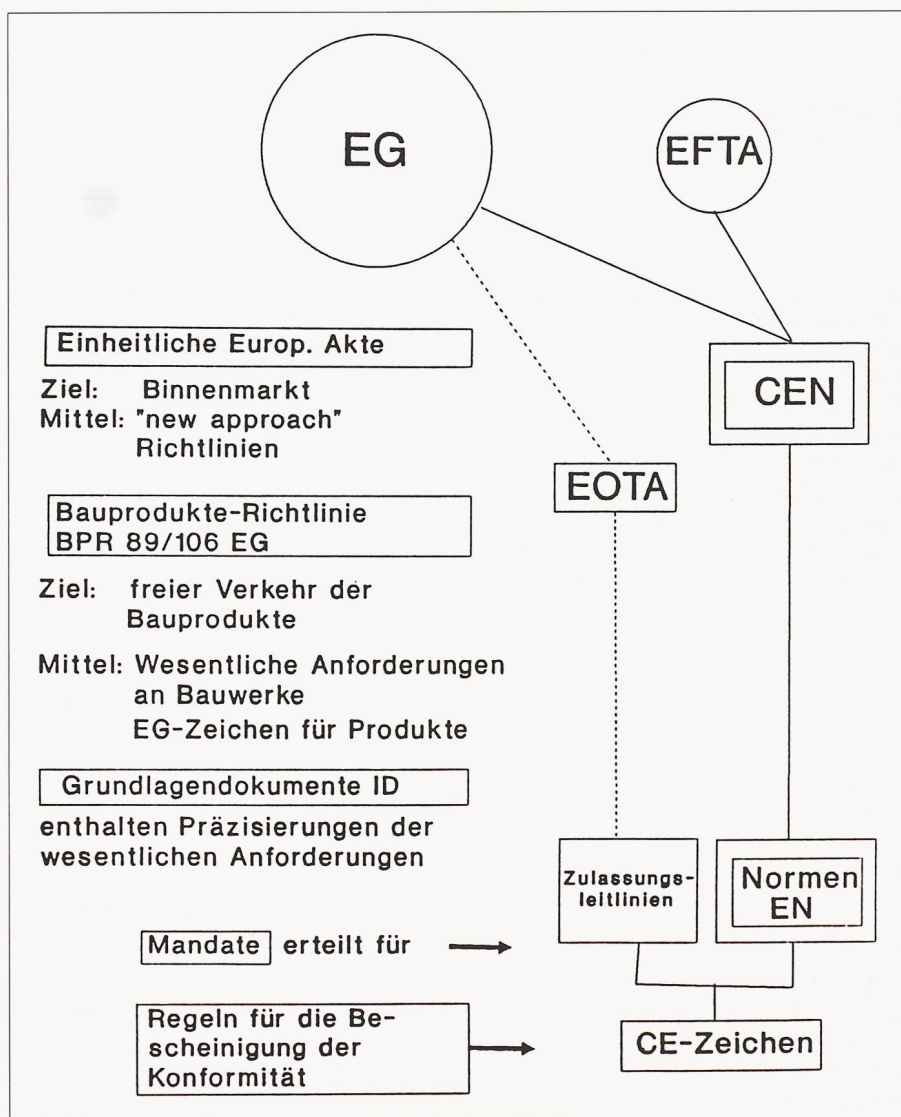 EG
EFTA
Einheitliche Europ. Akte
Ziel: Binnenmarkt
Mittel: "new approach"
Richtlinien
CEN
EOTA
Bauprodukte-Richtlinie
BPR 89/106 EG
Ziel: freier Verkehr der
Bauprodukte
Mittel: Wesentliche Anforderungen
an Bauwerke
EG-Zeichen für Produkte
Grundlagendokumente ID
enthalten Präzisierungen der
wesentlichen Anforderungen
Zulassungs-
leitlinien
Normen
EN
Mandate erteilt für
Regeln für die Be-
scheinigung der
Konformität
CE-Zeichen